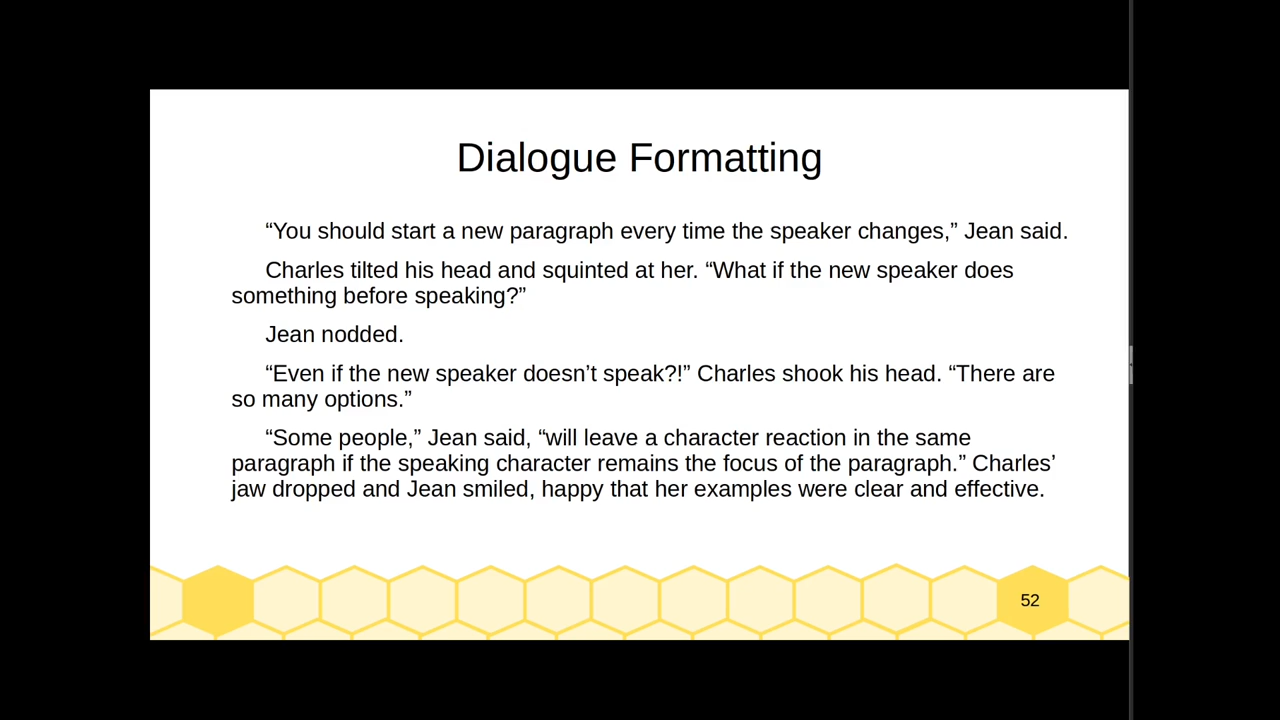 Dialogue Formatting
“You should start a new paragraph every time the speaker changes,” Jean said.
Charles tilted his head and squinted at her. “What if the new speaker does
something before speaking?”
Jean nodded.
“Even if the new speaker doesn’t speak?!” Charles shook his head. “There are
so many options.”
“Some people,” Jean said, “will leave a character reaction in the same
paragraph if the speaking character remains the focus of the paragraph.” Charles’
jaw dropped and Jean smiled, happy that her examples were clear and effective.
52